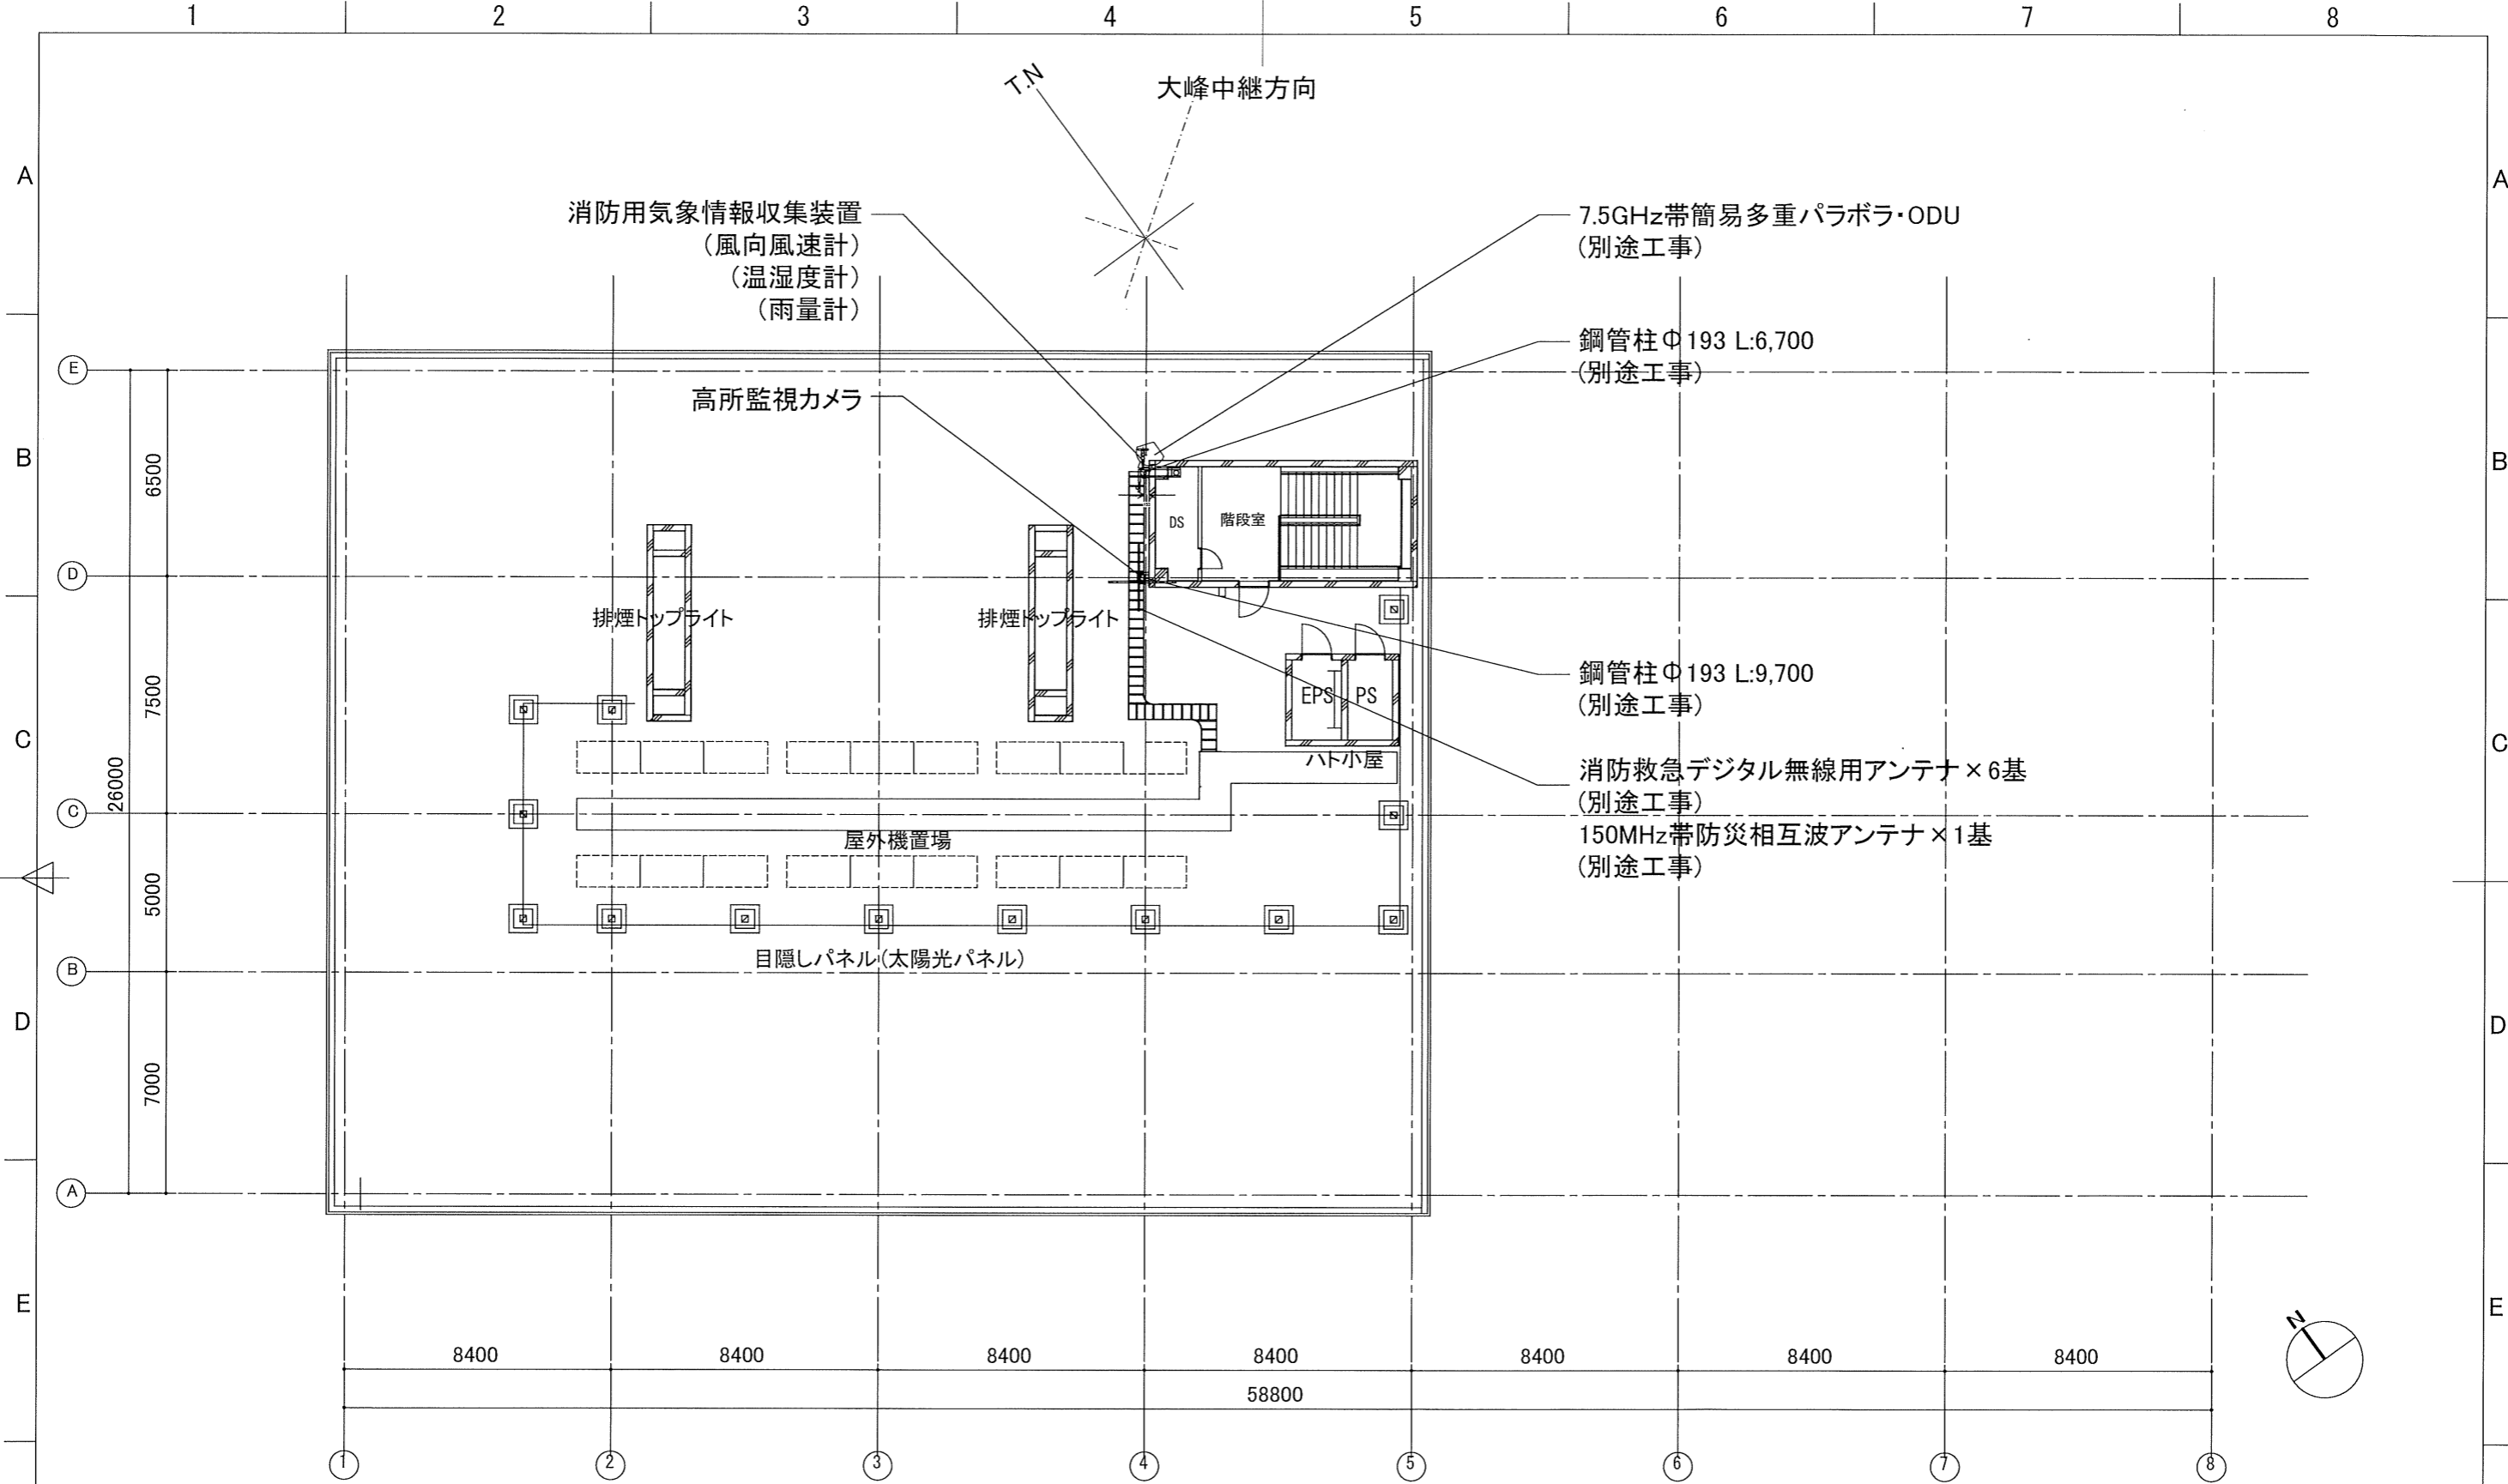 1 2 3 4 5 6 7 8
T.N
大峰中継方向
A
A
消防用気象情報収集装置
(風向風速計)
(温湿度計)
(雨量計)
7.5GHz帯簡易多重パラボラ・ODU
(別途工事)
鋼管柱Φ193 L:6,700
(別途工事)
E
高所監視カメラ
B
B
6500
DS
階段室
D
排煙トップライト
排煙トップライト
鋼管柱Φ193 L:9,700
(別途工事)
EPS
PS
7500
C
C
ハト小屋
26000
消防救急デジタル無線用アンテナ×6基
(別途工事)
150MHz帯防災相互波アンテナ×1基
(別途工事)
C
屋外機置場
5000
目隠しパネル(太陽光パネル)
B
D
D
7000
A
E
E
N
8400 8400 8400 8400 8400 8400 8400
58800
1 2 3 4 5 6 7 8